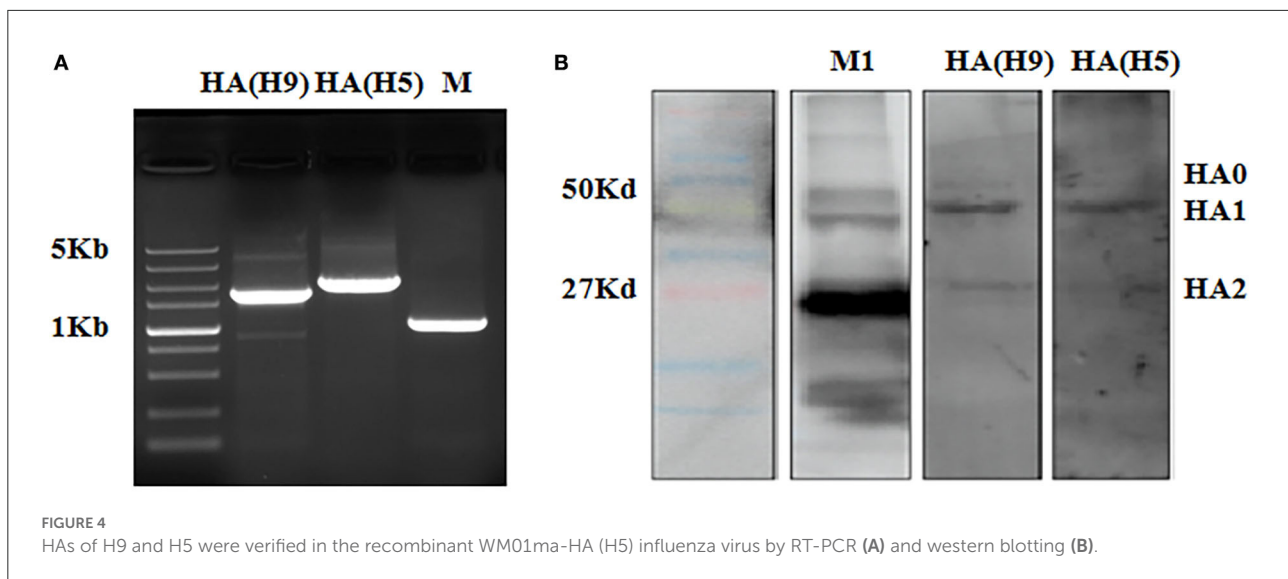 A
HA(H9) HA(H5) M
5Kb
1Kb
B
M1 HA(H9) HA(H5)
50Kd
27Kd
HA0
HA1
HA2
FIGURE 4
HAs of H9 and H5 were verified in the recombinant WM01ma-HA (H5) influenza virus by RT-PCR (A) and western blotting (B).